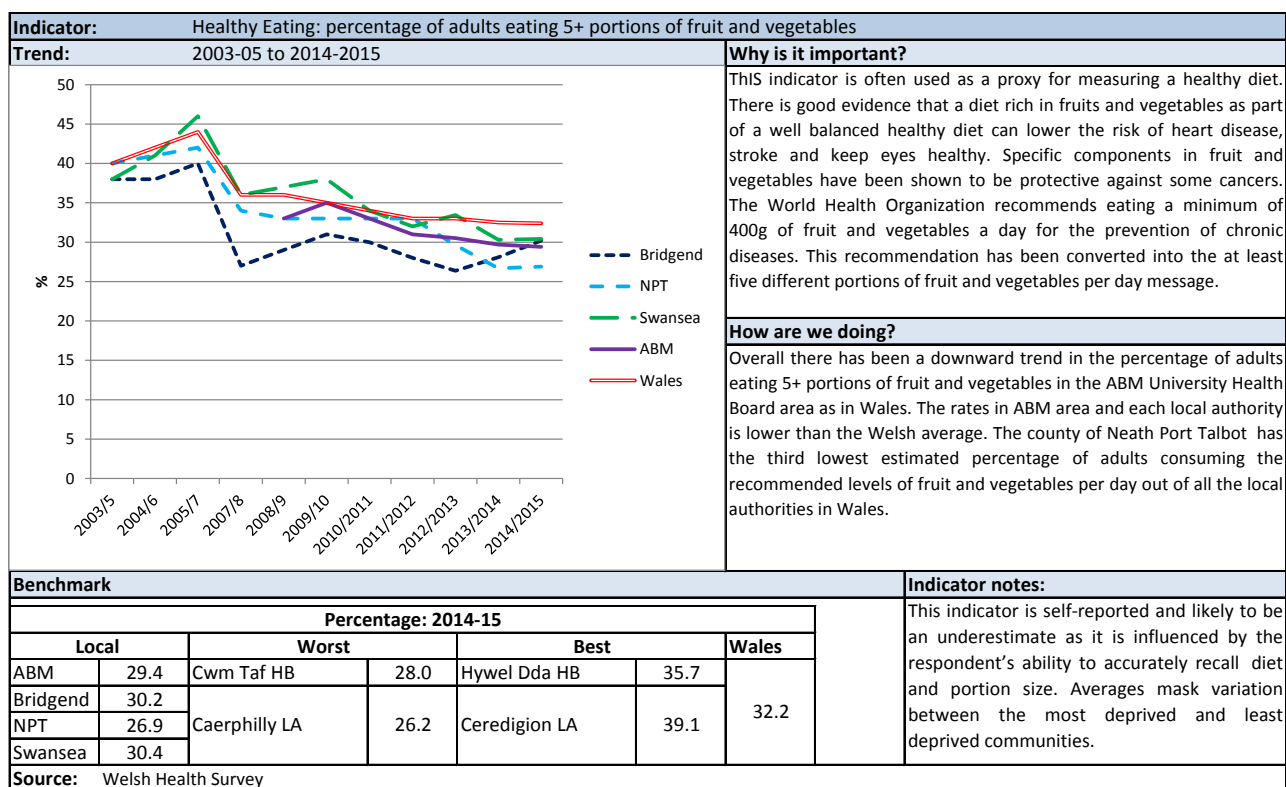 Indicator: Healthy Eating: percentage of adults eating 5+ portions of fruit and vegetables
Trend: 2003-05 to 2014-2015
50
45
40
35
30
25
20
15
10
5
0
%
2003/5
2004/6
2005/7
2007/8
2008/9
2009/10
2010/2011
2011/2012
2012/2013
2013/2014
2014/2015
Bridgend
NPT
Swansea
ABM
Wales
Why is it important?
ThIS indicator is often used as a proxy for measuring a healthy diet.
There is good evidence that a diet rich in fruits and vegetables as part
of a well balanced healthy diet can lower the risk of heart disease,
stroke and keep eyes healthy. Specific components in fruit and
vegetables have been shown to be protective against some cancers.
The World Health Organization recommends eating a minimum of
400g of fruit and vegetables a day for the prevention of chronic
diseases. This recommendation has been converted into the at least
five different portions of fruit and vegetables per day message.
How are we doing?
Overall there has been a downward trend in the percentage of adults
eating 5+ portions of fruit and vegetables in the ABM University Health
Board area as in Wales. The rates in ABM area and each local authority
is lower than the Welsh average. The county of Neath Port Talbot has
the third lowest estimated percentage of adults consuming the
recommended levels of fruit and vegetables per day out of all the local
authorities in Wales.
Benchmark
Percentage: 2014-15
Local Worst Best Wales
ABM 29.4 Cwm Taf HB 28.0 Hywel Dda HB 35.7
Bridgend 30.2
NPT 26.9 Caerphilly LA 26.2 Ceredigion LA 39.1 32.2
Swansea 30.4
Indicator notes:
This indicator is self-reported and likely to be
an underestimate as it is influenced by the
respondent’s ability to accurately recall diet
and portion size. Averages mask variation
between the most deprived and least
deprived communities.
Source: Welsh Health Survey